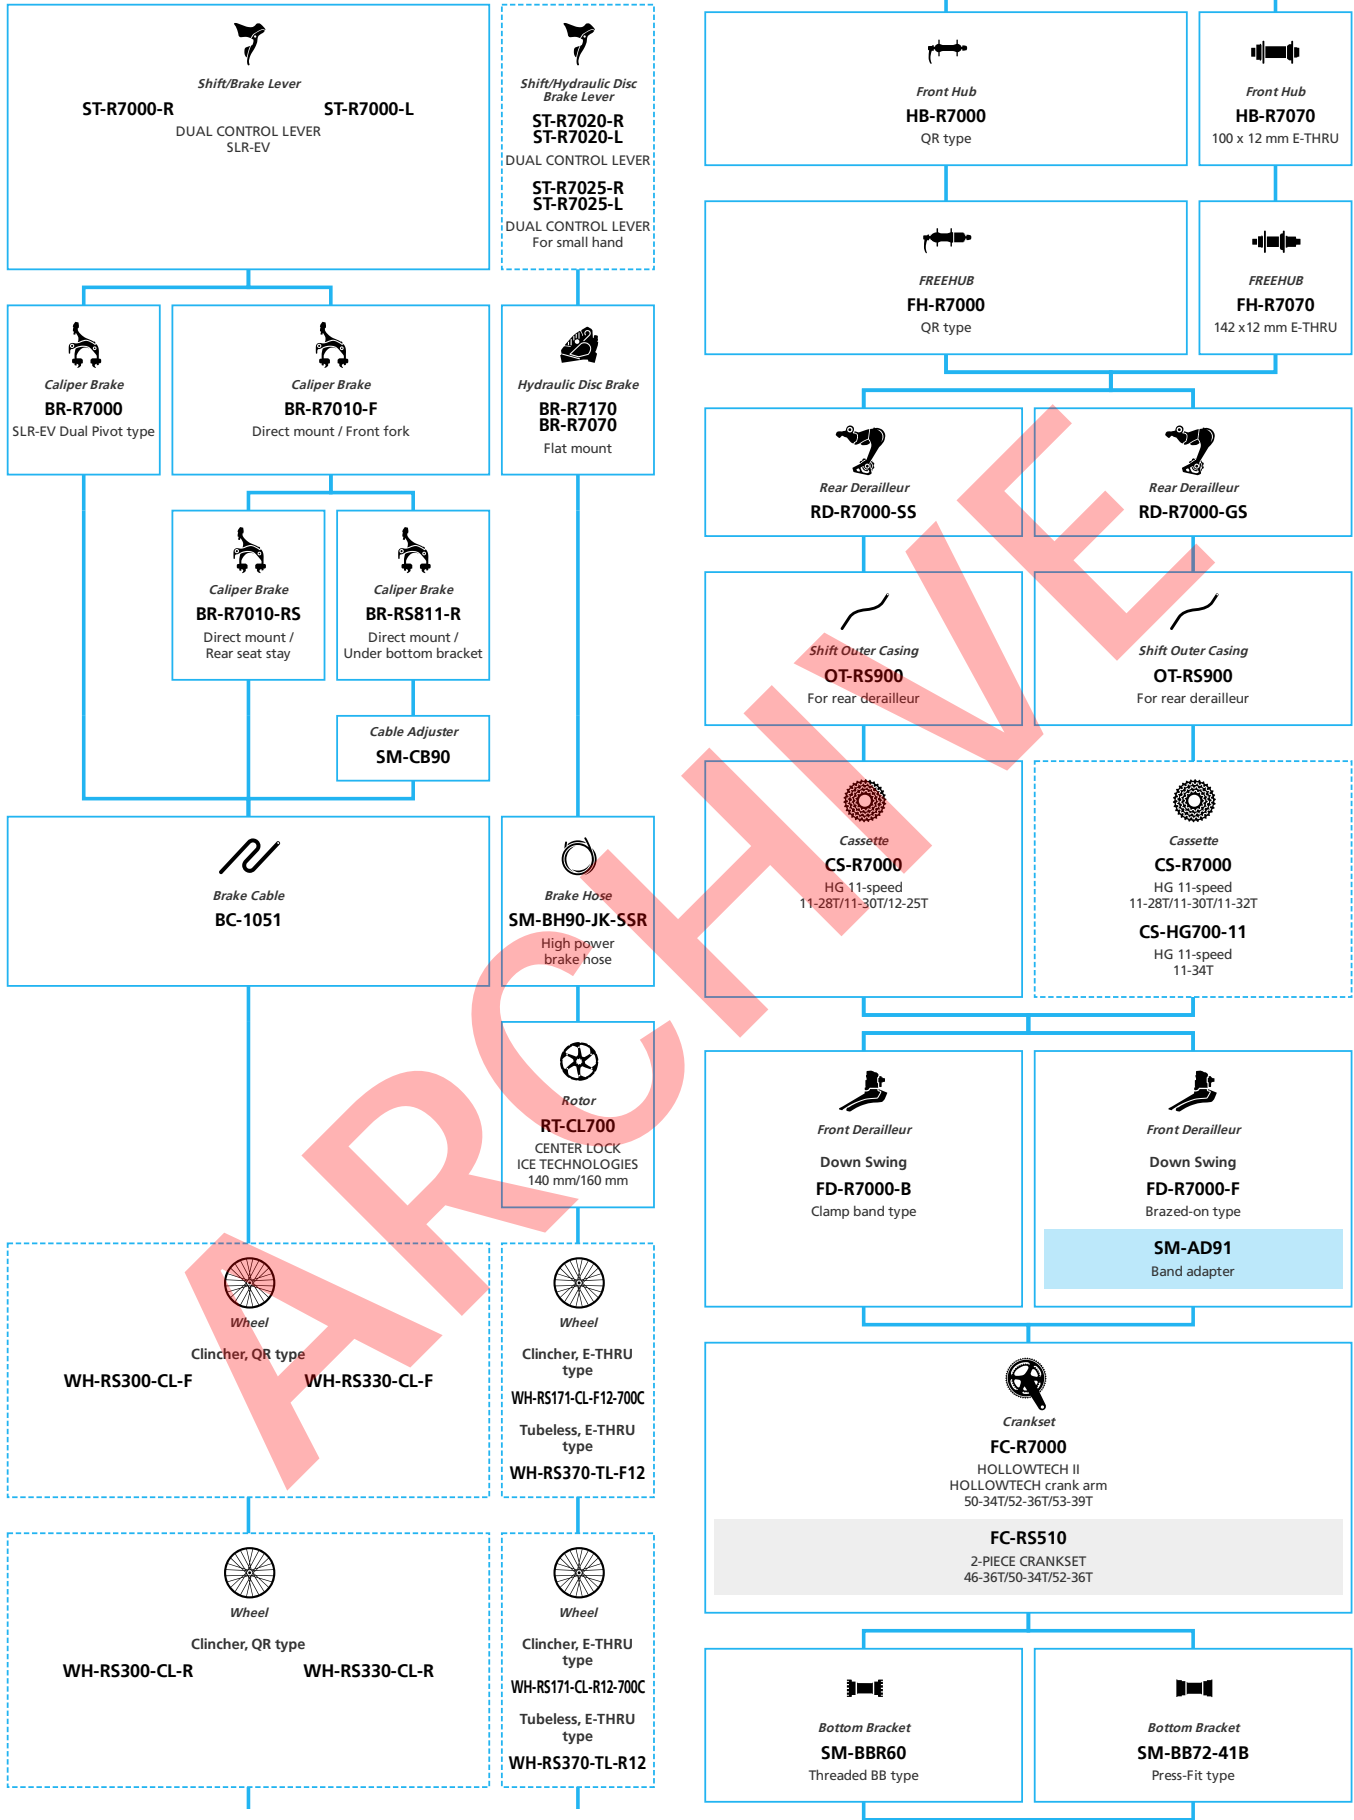 Shift/Brake Lever
ST-R7000-R ST-R7000-L
DUAL CONTROL LEVER
SLR-EV
Shift/Hydraulic Disc
Brake Lever
ST-R7020-R
ST-R7020-L
DUAL CONTROL LEVER
ST-R7025-R
ST-R7025-L
DUAL CONTROL LEVER
For small hand
Caliper Brake
BR-R7000
SLR-EV Dual Pivot type
Caliper Brake
BR-R7010-F
Direct mount / Front fork
Hydraulic Disc Brake
BR-R7170
BR-R7070
Flat mount
Caliper Brake
BR-R7010-RS
Direct mount /
Rear seat stay
Caliper Brake
BR-RS811-R
Direct mount /
Under bottom bracket
Cable Adjuster
SM-CB90
Brake Cable
BC-1051
Brake Hose
SM-BH90-JK-SSR
High power
brake hose
Rotor
RT-CL700
CENTER LOCK
ICE TECHNOLOGIES
140 mm/160 mm
Wheel
Clincher, QR type
WH-RS300-CL-F WH-RS330-CL-F
Wheel
Clincher, E-THRU
type
WH-RS171-CL-F12-700C
Tubeless, E-THRU
type
WH-RS370-TL-F12
Wheel
Clincher, QR type
WH-RS300-CL-R WH-RS330-CL-R
Wheel
Clincher, E-THRU
type
WH-RS171-CL-R12-700C
Tubeless, E-THRU
type
WH-RS370-TL-R12
Front Hub
HB-R7000
QR type
Front Hub
HB-R7070
100 x 12 mm E-THRU
FREEHUB
FH-R7000
QR type
FREEHUB
FH-R7070
142 x12 mm E-THRU
Rear Derailleur
RD-R7000-SS
Rear Derailleur
RD-R7000-GS
Shift Outer Casing
OT-RS900
For rear derailleur
Shift Outer Casing
OT-RS900
For rear derailleur
Cassette
CS-R7000
HG 11-speed
11-28T/11-30T/12-25T
Cassette
CS-R7000
HG 11-speed
11-28T/11-30T/11-32T
CS-HG700-11
HG 11-speed
11-34T
Front Derailleur
Down Swing
FD-R7000-B
Clamp band type
Front Derailleur
Down Swing
FD-R7000-F
Brazed-on type
SM-AD91
Band adapter
Crankset
FC-R7000
HOLLOWTECH II
HOLLOWTECH crank arm
50-34T/52-36T/53-39T
FC-RS510
2-PIECE CRANKSET
46-36T/50-34T/52-36T
Bottom Bracket
SM-BBR60
Threaded BB type
Bottom Bracket
SM-BB72-41B
Press-Fit type
ARCHIVE